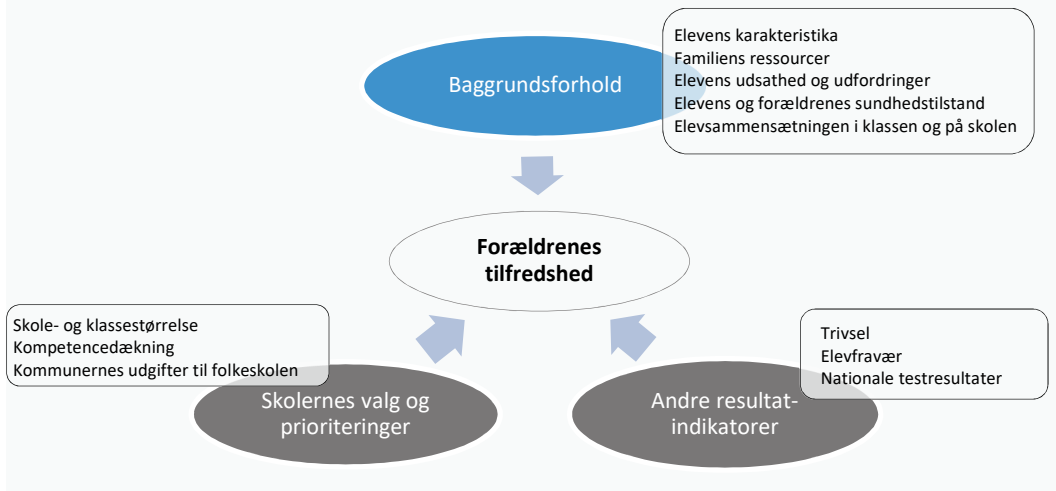 Elevens karakteristika
Familiens ressourcer
Elevens udsathed og udfordringer
Elevens og forældrenes sundhedstilstand
Elevsammensætningen i klassen og på skolen
Baggrundsforhold
Forældrenes
tilfredshed
Skole- og klassestørrelse
Kompetencedækning
Kommunernes udgifter til folkeskolen
Skolernes valg og
prioriteringer
Trivsel
Elevfravær
Nationale testresultater
Andre resultat-
indikatorer